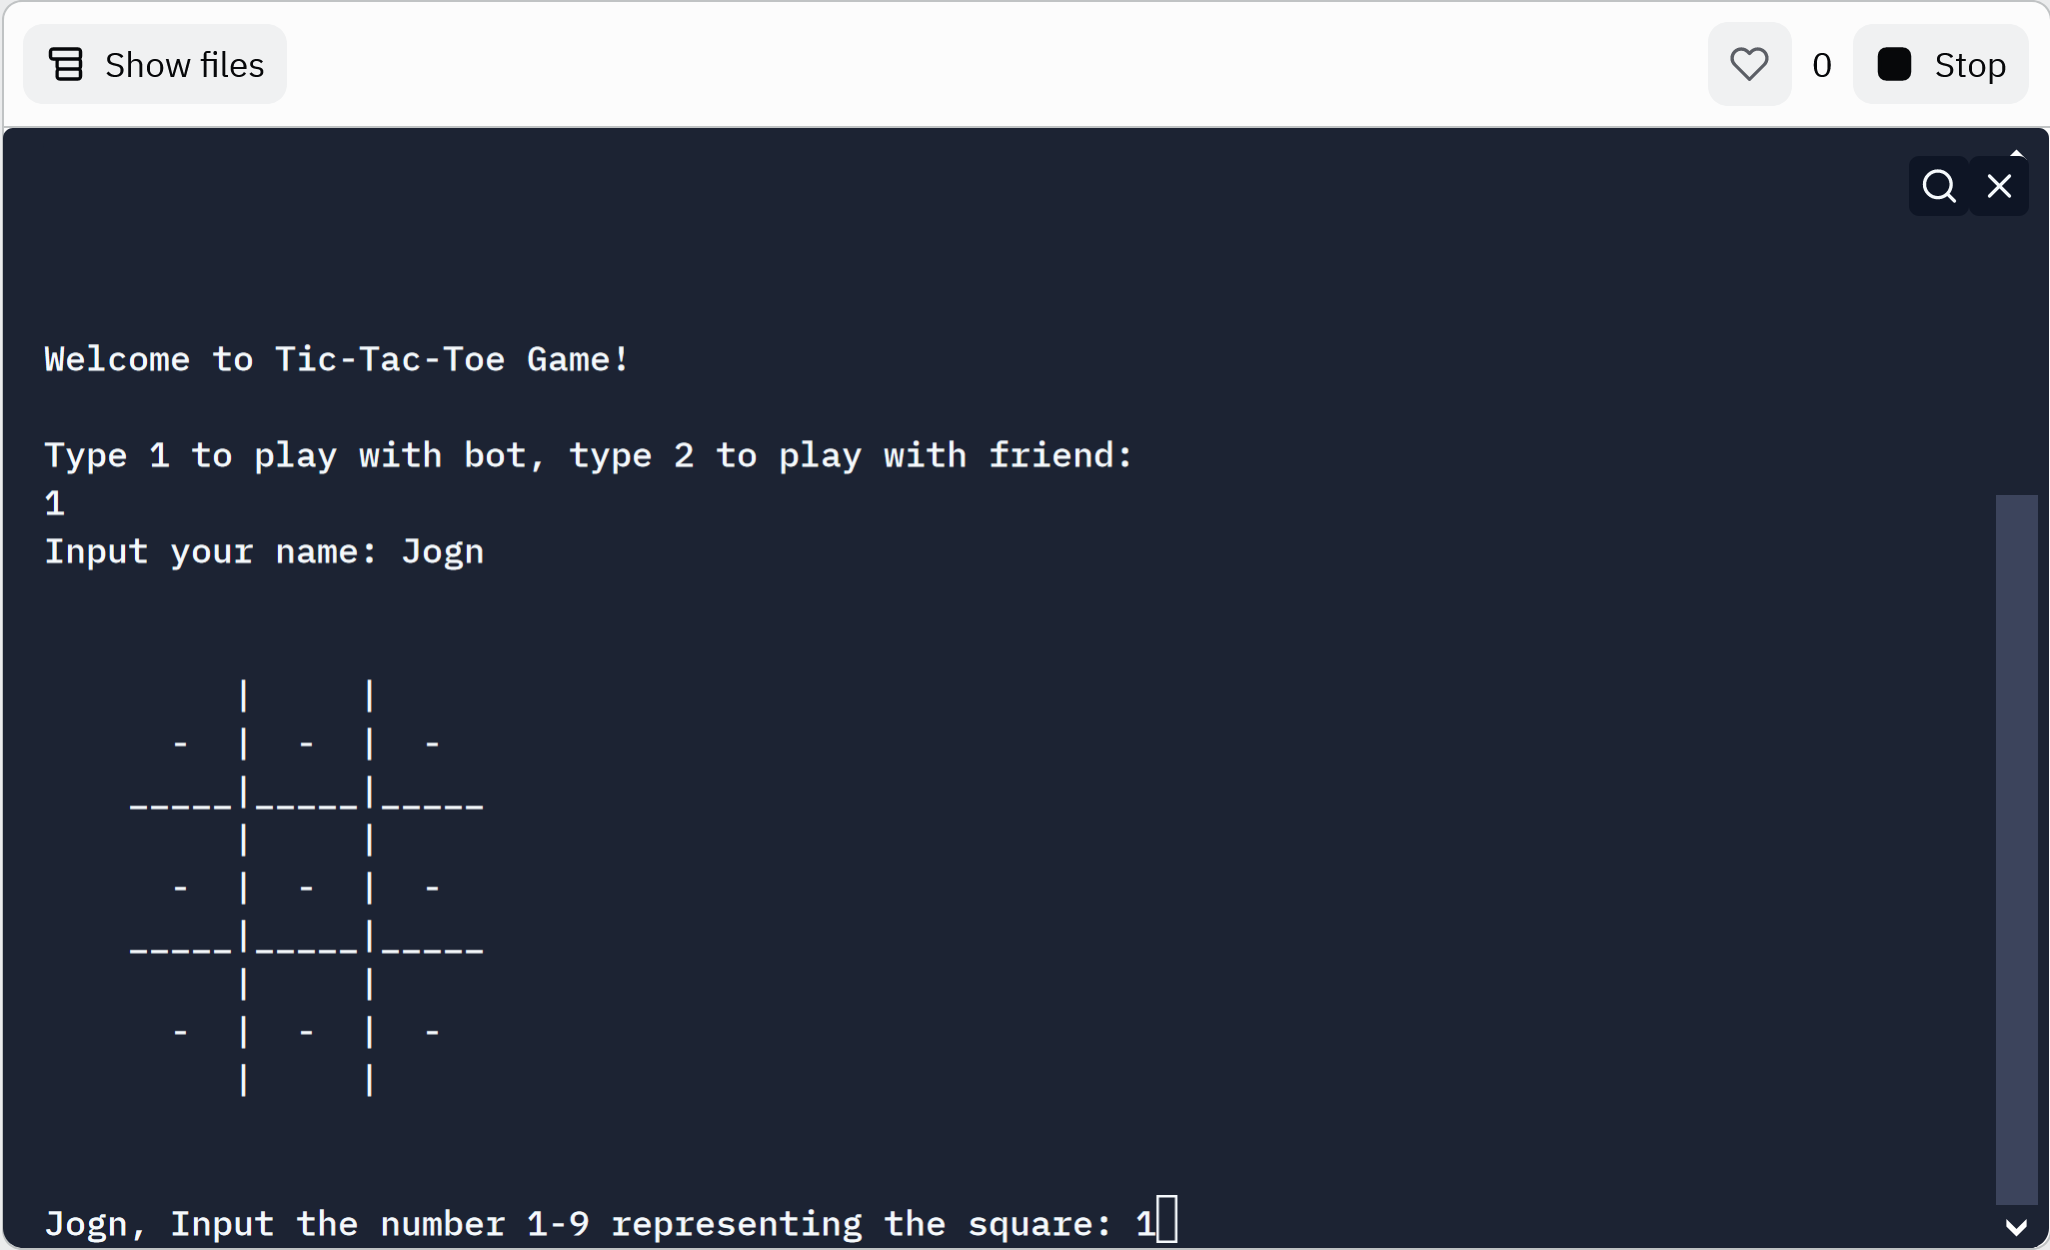 Show files
0 Stop
Welcome to Tic-Tac-Toe Game!
Type 1 to play with bot, type 2 to play with friend:
1
Input your name: Jogn
     |     |
  -  |  -  |  -
_____|_____|_____
     |     |
  -  |  -  |  -
_____|_____|_____
     |     |
  -  |  -  |  -
     |     |
Jogn, Input the number 1-9 representing the square: 1